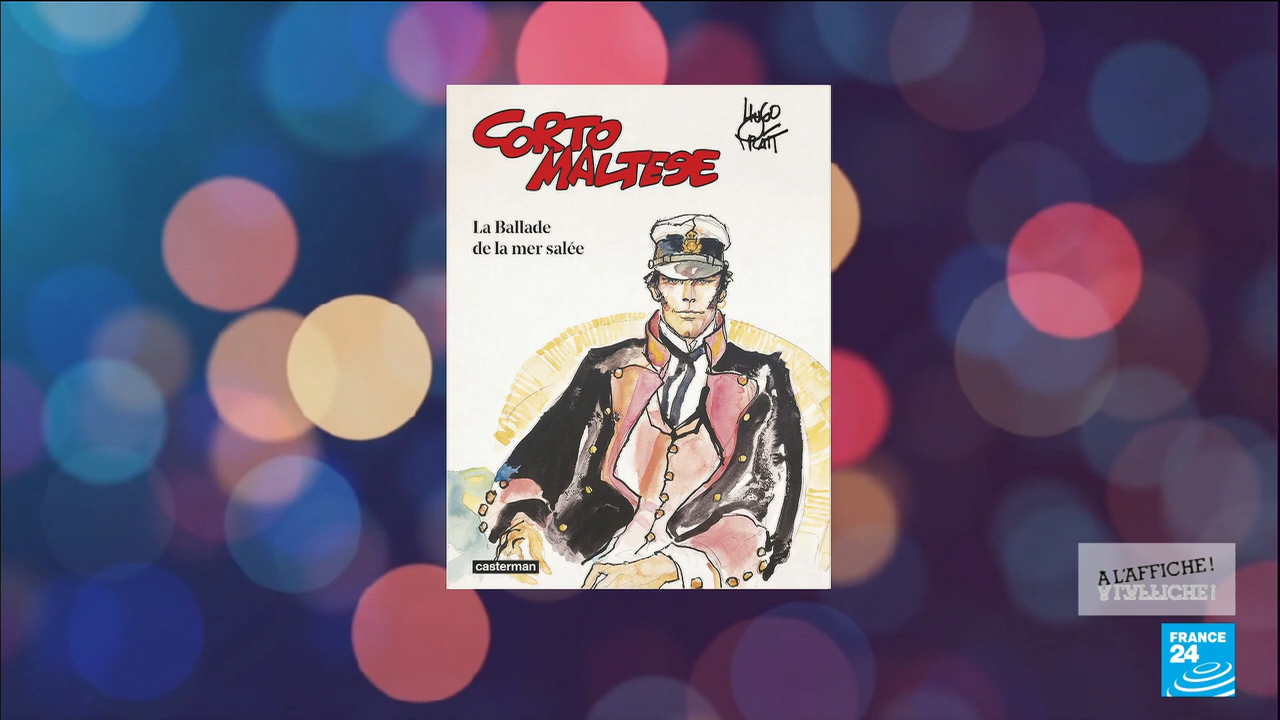 CORTO
MALTESE
HUGO
PRATT
La Ballade
de la mer salée
casterman
A L'AFFICHE !
A L'AFFICHE !
FRANCE
24